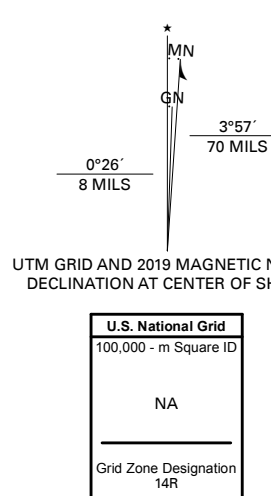 ★
MN
GN
3°57´
70 MILS
0°26´
8 MILS
UTM GRID AND 2019 MAGNETIC N
DECLINATION AT CENTER OF SH
U.S. National Grid
100,000 - m Square ID
NA
Grid Zone Designation
14R